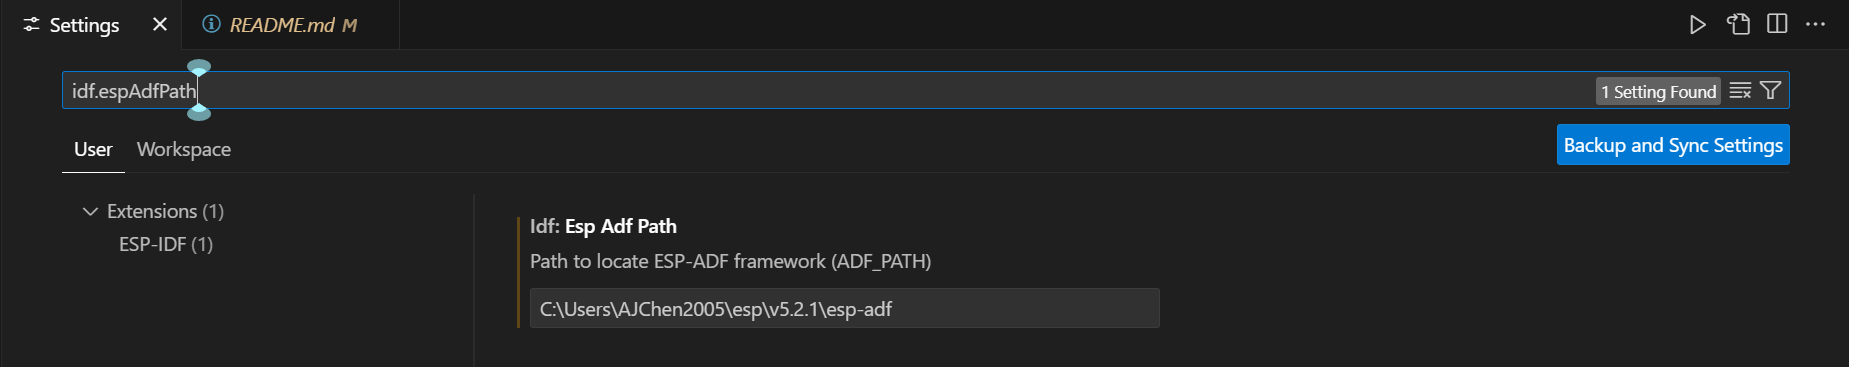 Settings
README.md M
idf.espAdfPath
1 Setting Found
User
Workspace
Backup and Sync Settings
Extensions (1)
ESP-IDF (1)
Idf: Esp Adf Path
Path to locate ESP-ADF framework (ADF_PATH)
C:\Users\AJChen2005\esp\v5.2.1\esp-adf